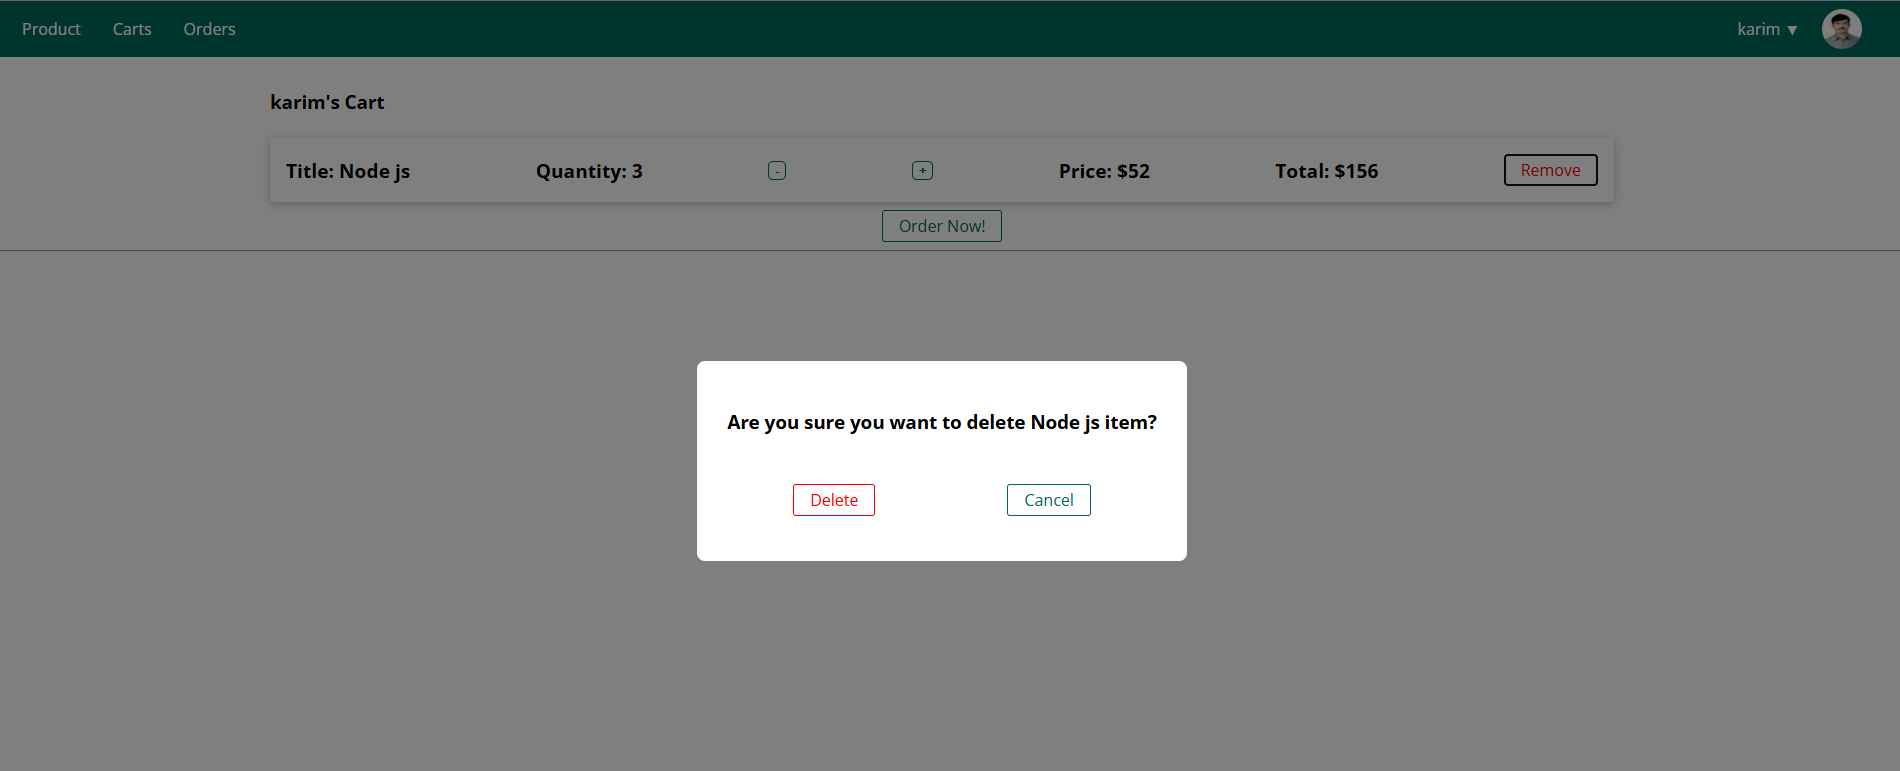 Product Carts Orders karim ▼
karim's Cart
Title: Node js Quantity: 3 - + Price: $52 Total: $156 Remove
Order Now!
Are you sure you want to delete Node js item?
Delete Cancel